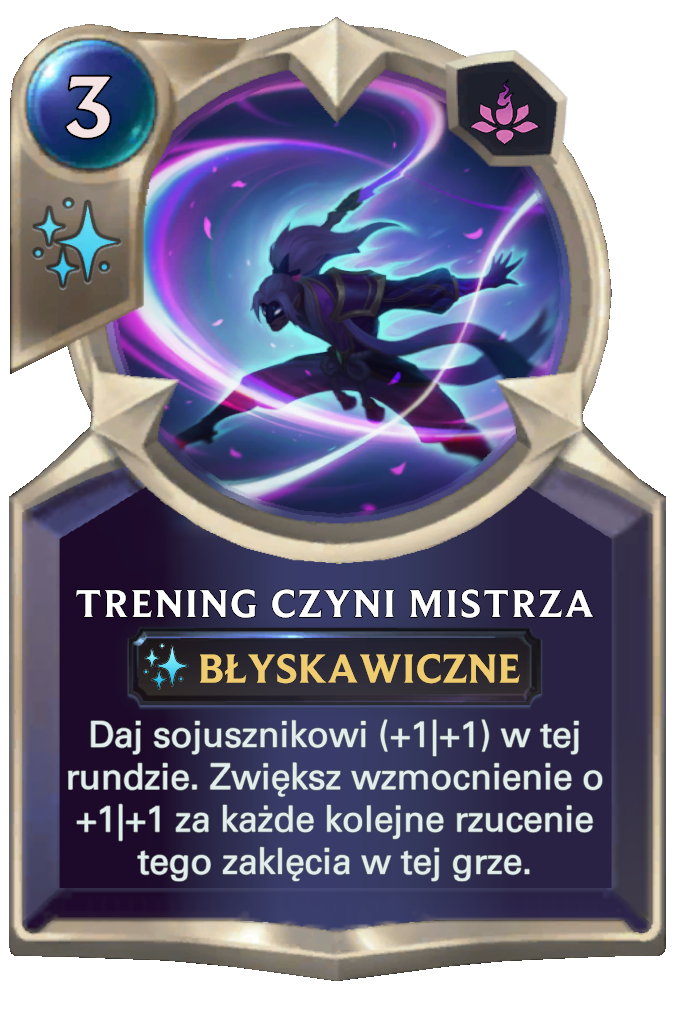 3
TRENING CZYNI MISTRZA
BŁYSKAWICZNE
Daj sojusznikowi (+1|+1) w tej
rundzie. Zwiększ wzmocnienie o
+1|+1 za każde kolejne rzucenie
tego zaklęcia w tej grze.